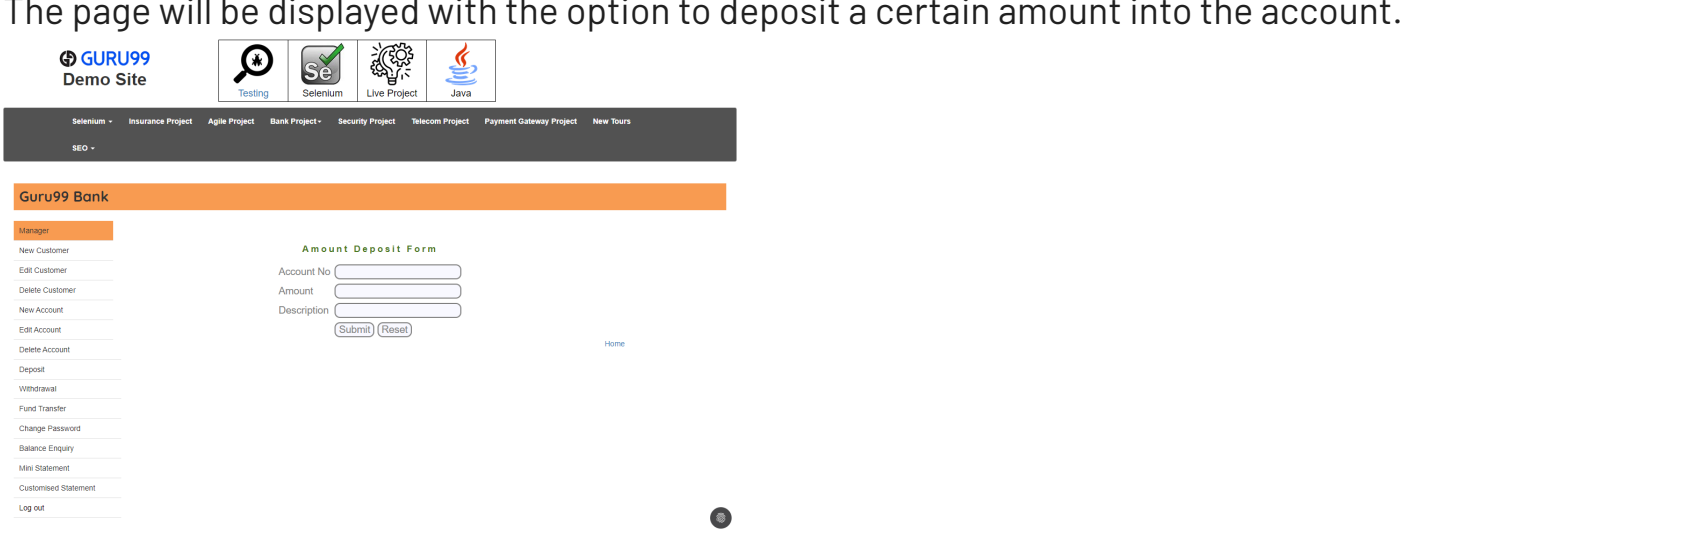 The page will be displayed with the option to deposit a certain amount into the account.
GURU99
Demo Site
Testing
Se
Selenium
Live Project
Java
Selenium Insurance Project Agile Project Bank Project Security Project Telecom Project Payment Gateway Project New Tours
SEO
Guru99 Bank
Manager
New Customer
Edit Customer
Delete Customer
New Account
Edit Account
Delete Account
Deposit
Withdrawal
Fund Transfer
Change Password
Balance Enquiry
Mini Statement
Customised Statement
Log out
Amount Deposit Form
Account No
Amount
Description
Submit Reset
Home